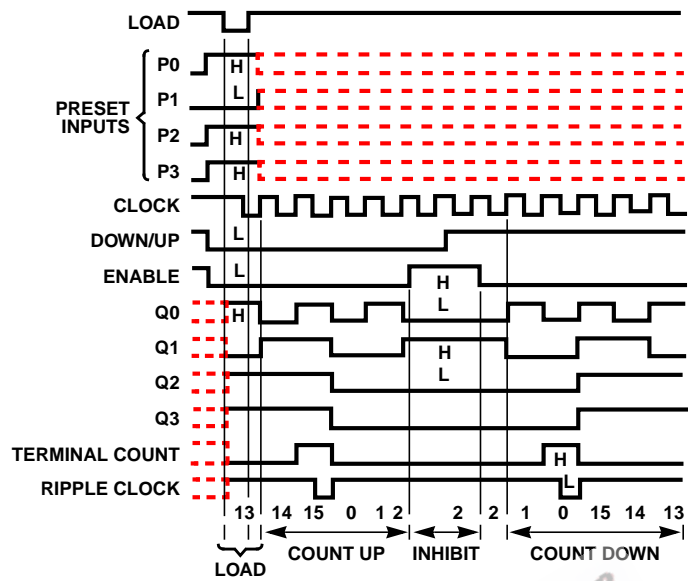 LOAD
P0 H
P1 L
PRESET
INPUTS
P2 H
P3 H
CLOCK
DOWN/UP L
ENABLE L H
Q0 H L
Q1 H
Q2 L
Q3
TERMINAL COUNT H
RIPPLE CLOCK L
13 14 15 0 1 2 2 2 1 0 15 14 13
COUNT UP INHIBIT COUNT DOWN
LOAD